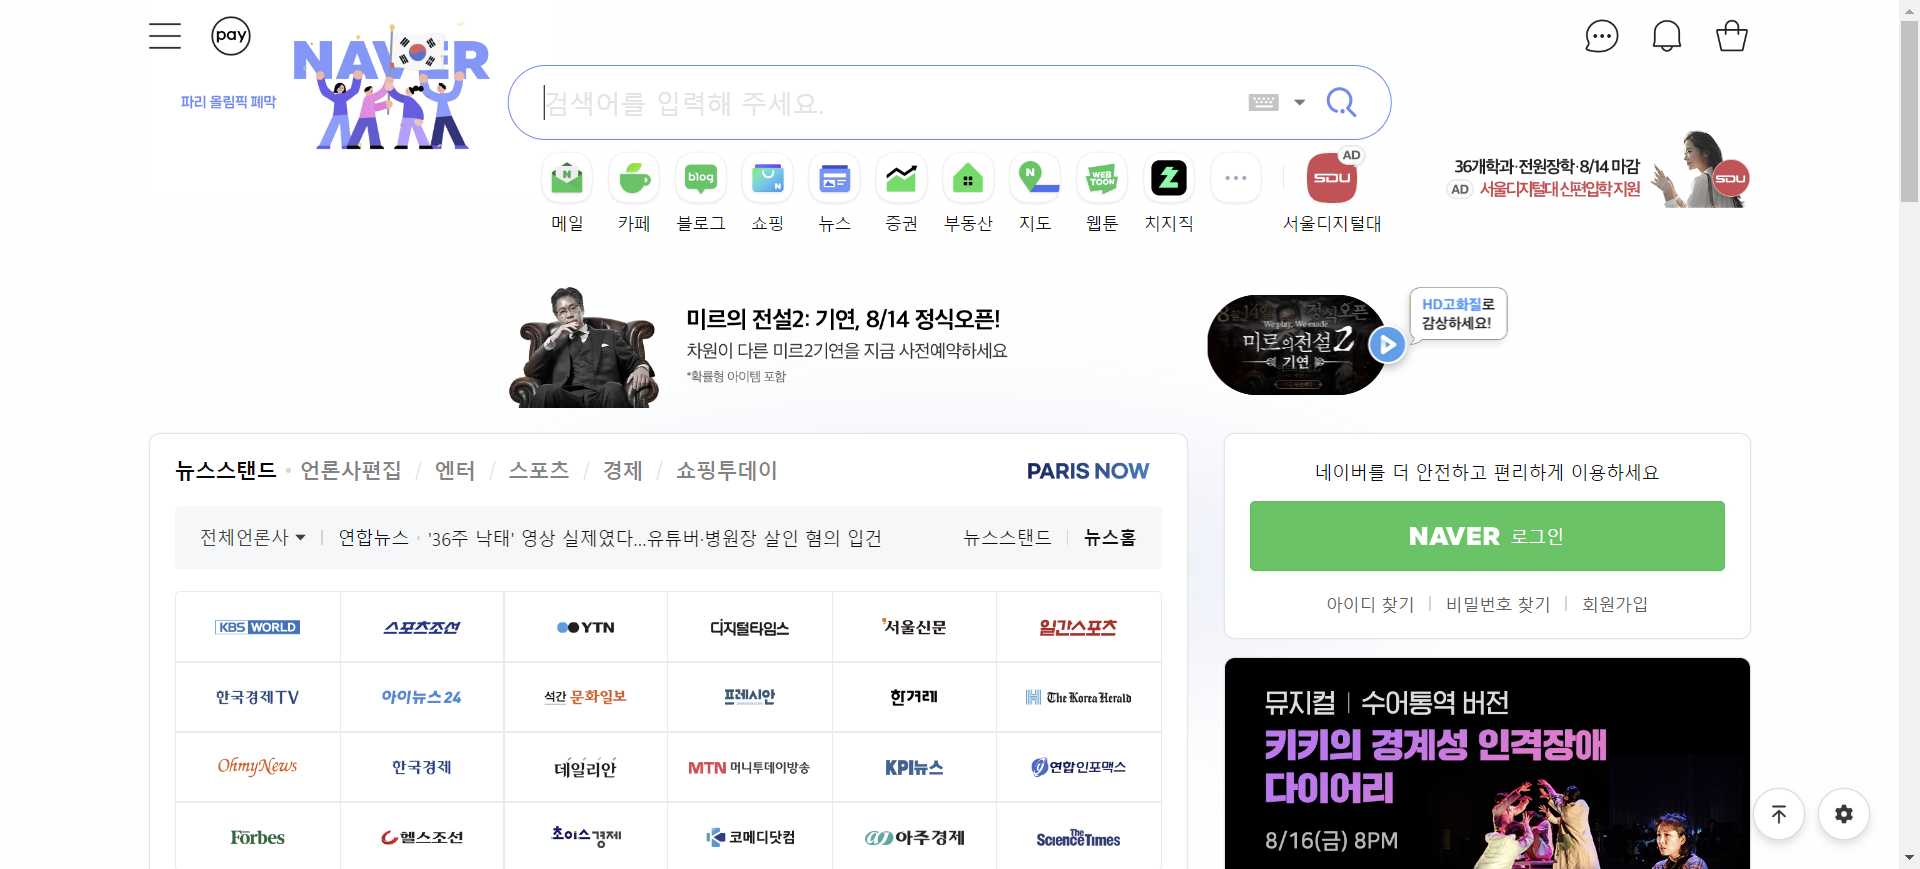 pay
NAVER
파리 올림픽 폐막
검색어를 입력해 주세요.
N
blog
N
N
WEB
TOON
SDU
AD
메일
카페
블로그
쇼핑
뉴스
증권
부동산
지도
웹툰
치지직
서울디지털대
36개학과·전원장학·8/14 마감
AD 서울디지털대 신·편입학 지원
SDU
미르의 전설2: 기연, 8/14 정식오픈!
차원이 다른 미르2기연을 지금 사전예약하세요
*확률형 아이템 포함
We play, We made
미르의전설2
기연
HD고화질로
감상하세요!
뉴스스탠드 · 언론사편집 / 엔터 / 스포츠 / 경제 / 쇼핑투데이
PARIS NOW
전체언론사
연합뉴스 · '36주 낙태' 영상 실제였다...유튜버·병원장 살인 혐의 입건
뉴스스탠드
뉴스홈
KBS WORLD
스포츠조선
YTN
디지털타임스
서울신문
일간스포츠
한국경제TV
아이뉴스24
석간 문화일보
프레시안
한겨레
The Korea Herald
OhmyNews
한국경제
데일리안
MTN 머니투데이방송
KPI뉴스
연합인포맥스
Forbes
헬스조선
초이스경제
코메디닷컴
아주경제
The ScienceTimes
네이버를 더 안전하고 편리하게 이용하세요
NAVER 로그인
아이디 찾기
비밀번호 찾기
회원가입
뮤지컬 | 수어통역 버전
키키의 경계성 인격장애
다이어리
8/16(금) 8PM